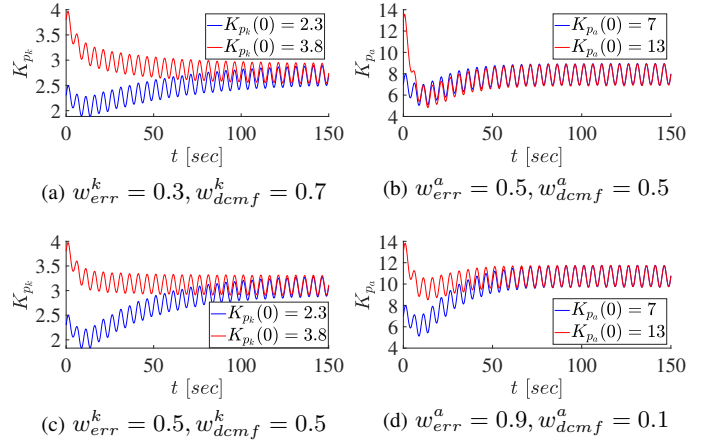 4
3.5
3
2.5
2
K_{p_k}
K_{p_k}(0) = 2.3
K_{p_k}(0) = 3.8
0 50 100 150
t [sec]
(a) w^k_{err} = 0.3, w^k_{dcmf} = 0.7
14
12
10
8
6
4
K_{p_a}
K_{p_a}(0) = 7
K_{p_a}(0) = 13
0 50 100 150
t [sec]
(b) w^a_{err} = 0.5, w^a_{dcmf} = 0.5
4
3.5
3
2.5
2
K_{p_k}
K_{p_k}(0) = 2.3
K_{p_k}(0) = 3.8
0 50 100 150
t [sec]
(c) w^k_{err} = 0.5, w^k_{dcmf} = 0.5
14
12
10
8
6
4
K_{p_a}
K_{p_a}(0) = 7
K_{p_a}(0) = 13
0 50 100 150
t [sec]
(d) w^a_{err} = 0.9, w^a_{dcmf} = 0.1